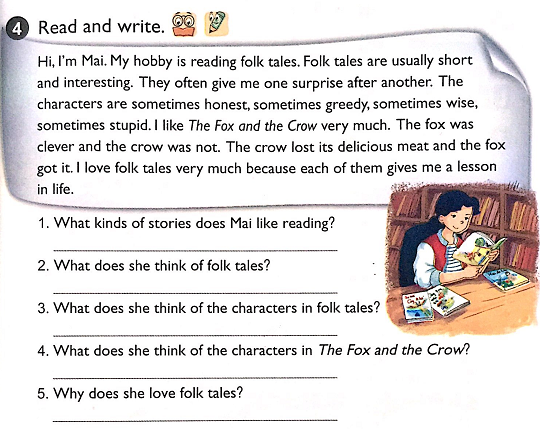 4 Read and write.
Hi, I'm Mai. My hobby is reading folk tales. Folk tales are usually short
and interesting. They often give me one surprise after another. The
characters are sometimes honest, sometimes greedy, sometimes wise,
sometimes stupid. I like The Fox and the Crow very much. The fox was
clever and the crow was not. The crow lost its delicious meat and the fox
got it. I love folk tales very much because each of them gives me a lesson
in life.
1. What kinds of stories does Mai like reading?
2. What does she think of folk tales?
3. What does she think of the characters in folk tales?
4. What does she think of the characters in The Fox and the Crow?
5. Why does she love folk tales?